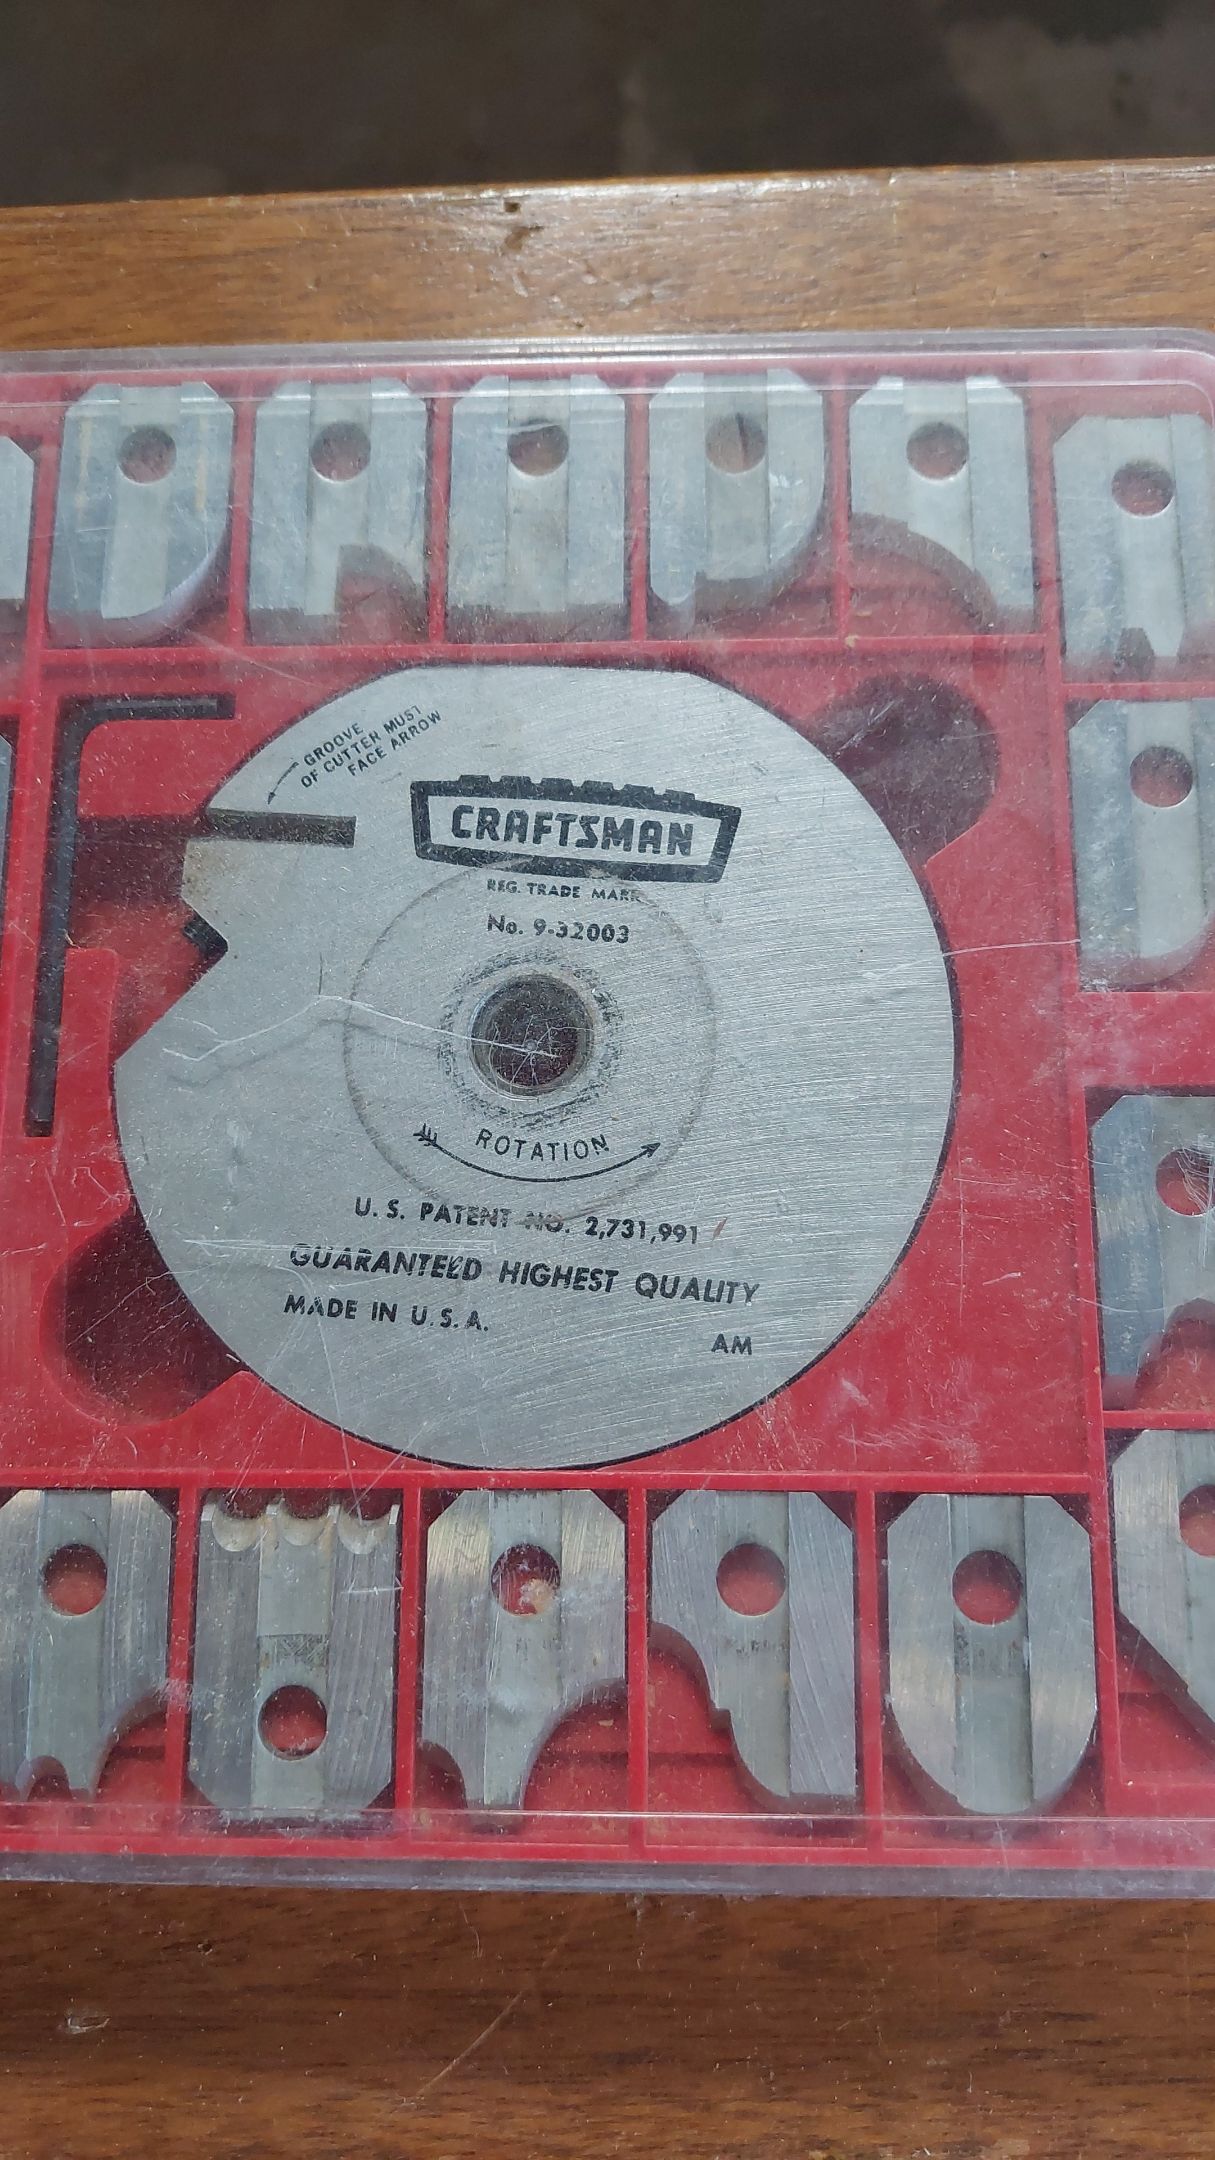 GROOVE
OF CUTTER MUST
FACE ARROW
CRAFTSMAN
REG. TRADE MARK
No. 9-32003
ROTATION
U. S. PATENT NO. 2,731,991
GUARANTEED HIGHEST QUALITY
MADE IN U.S.A.
AM